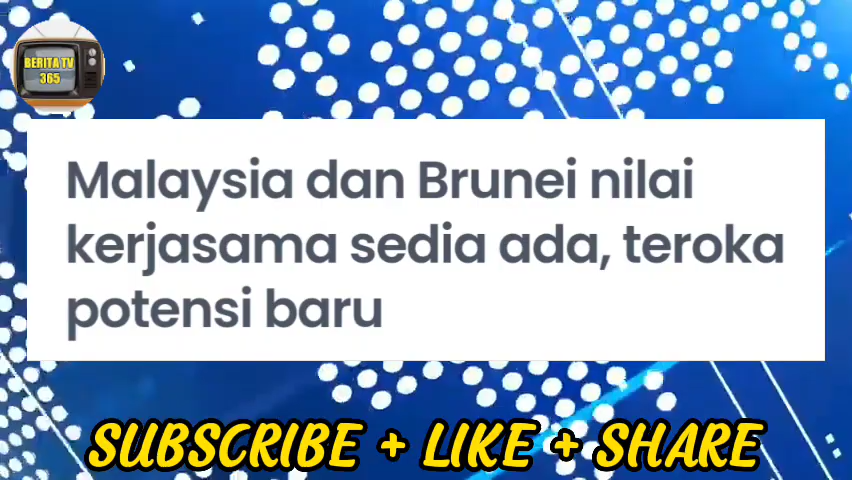 BERITA TV
365
Malaysia dan Brunei nilai
kerjasama sedia ada, teroka
potensi baru
SUBSCRIBE + LIKE + SHARE